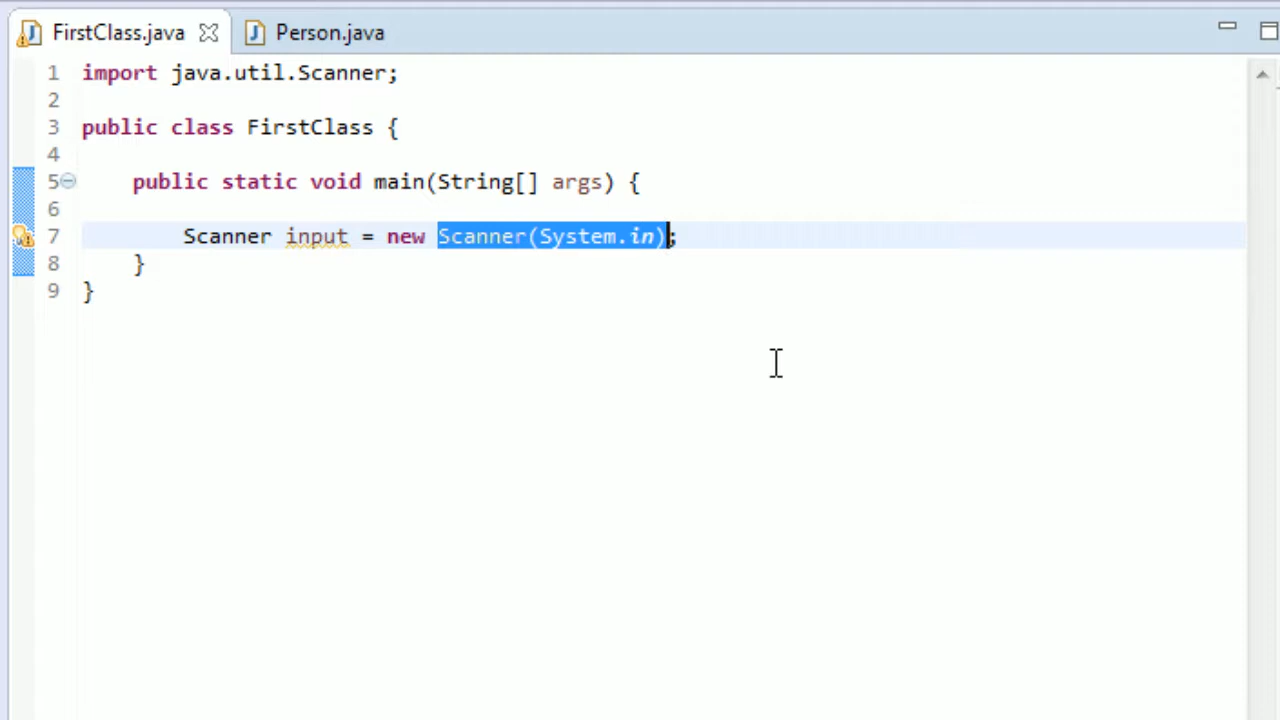 FirstClass.java Person.java
1 import java.util.Scanner;
2
3 public class FirstClass {
4
5 public static void main(String[] args) {
6
7 Scanner input = new Scanner(System.in);
8 }
9 }